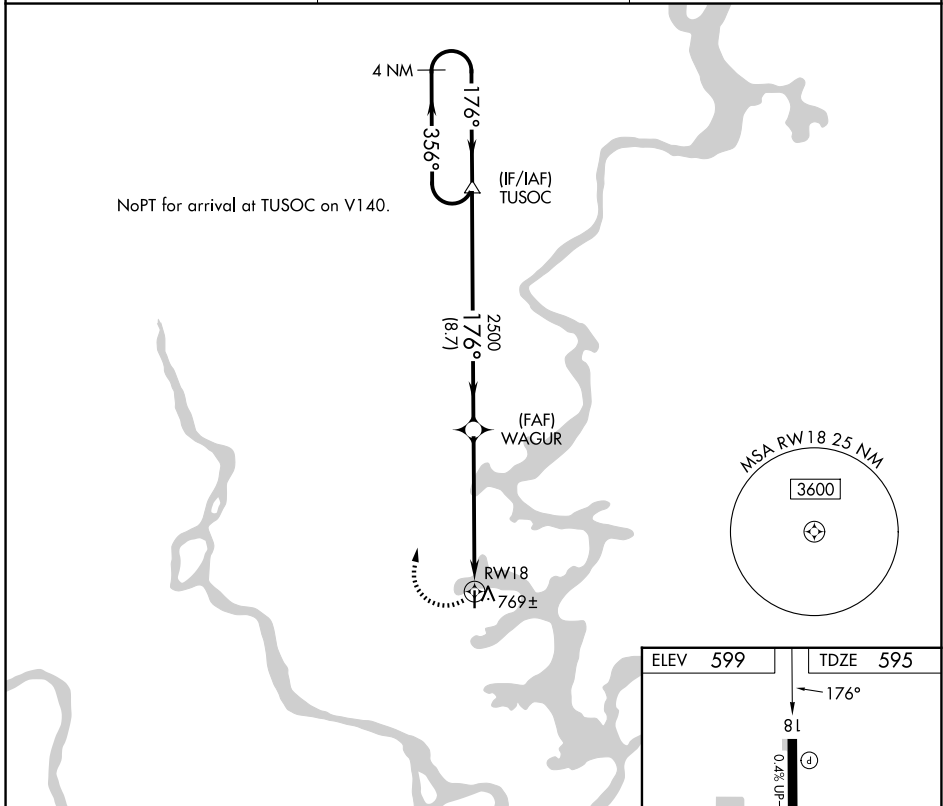 4 NM
176°
356°
(IF/IAF)
TUSOC
NoPT for arrival at TUSOC on V140.
2500
176°
(8.7)
(FAF)
WAGUR
MSA RW18 25 NM
3600
RW18
769±
ELEV 599
TDZE 595
176°
18
P
0.4% UP